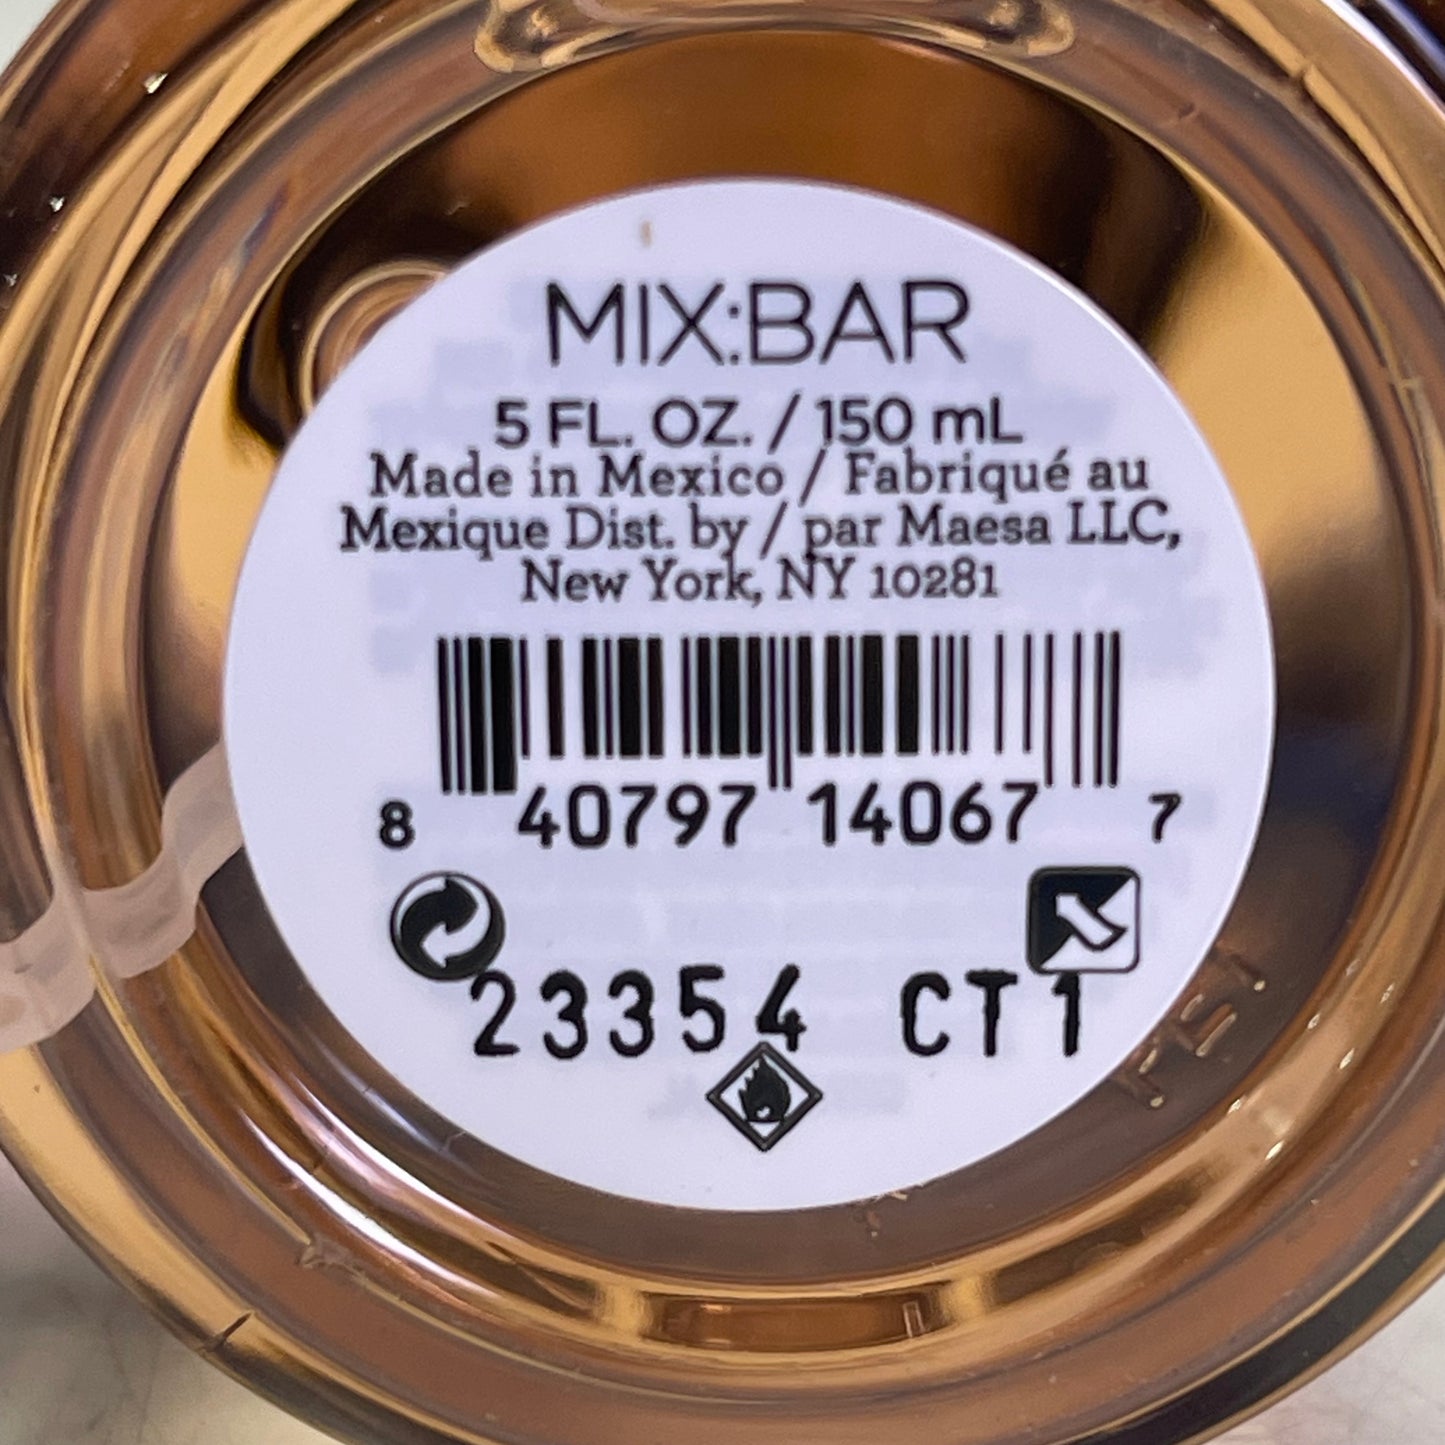 MIX:BAR
5 FL. OZ. / 150 mL
Made in Mexico / Fabriqué au
Mexique Dist. by / par Maesa LLC,
New York, NY 10281
8 40797 14067 7
23354 CT1